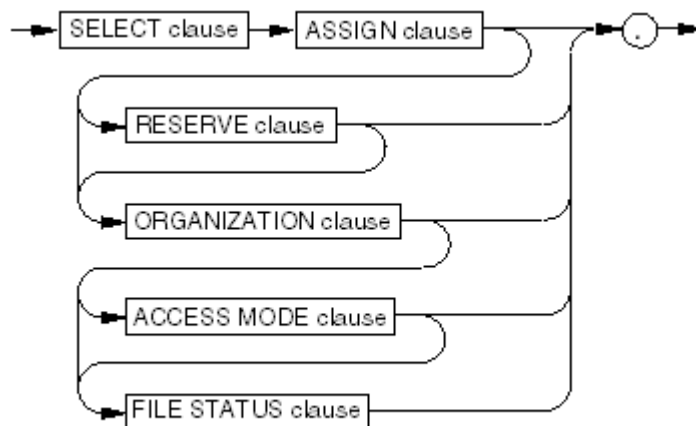 SELECT clause
ASSIGN clause
.
RESERVE clause
ORGANIZATION clause
ACCESS MODE clause
FILE STATUS clause